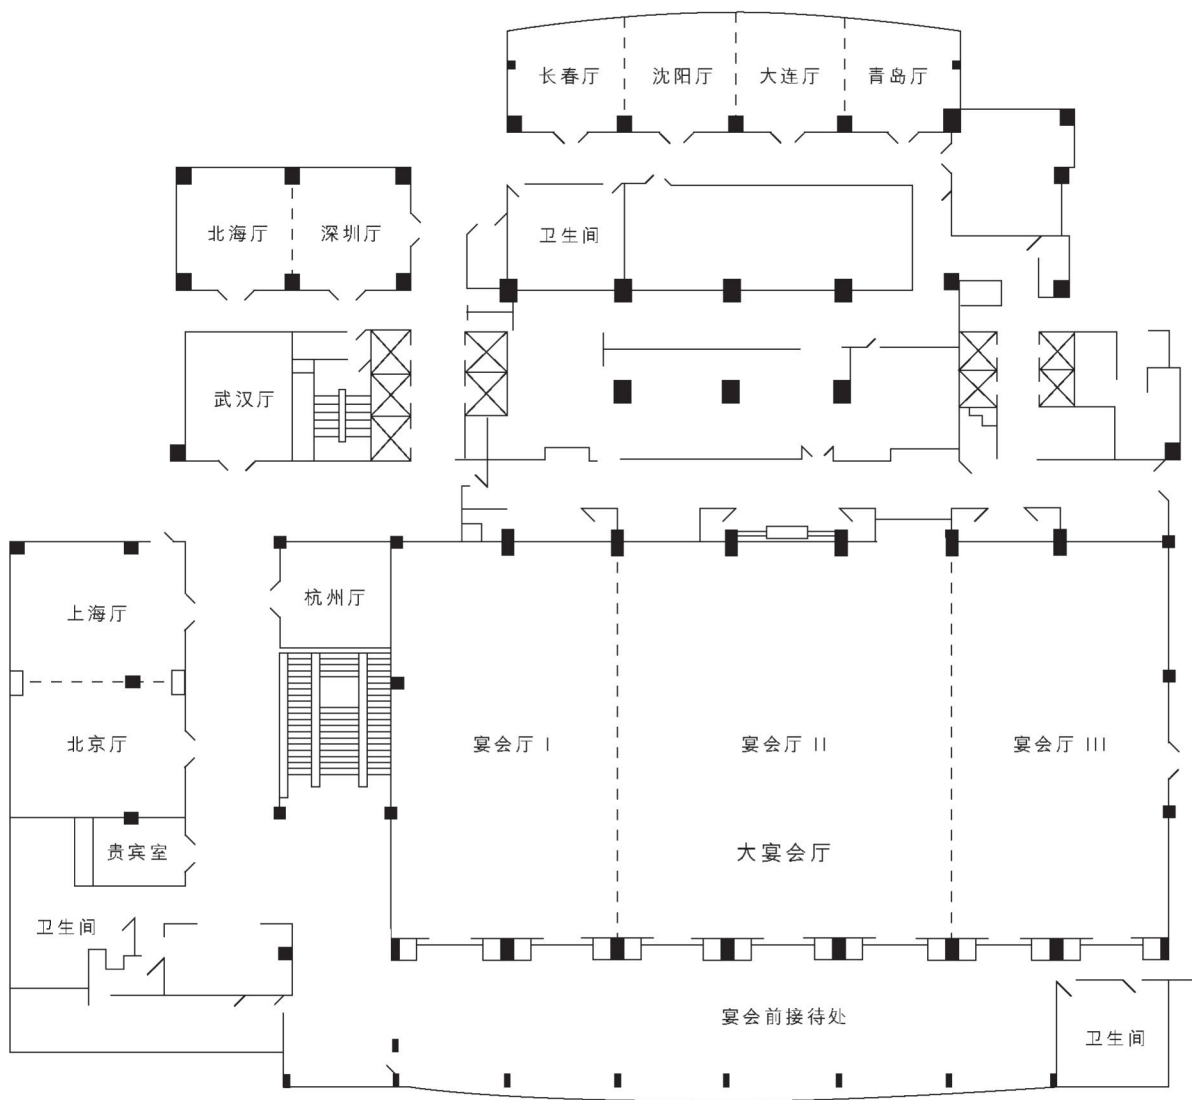 长春厅
沈阳厅
大连厅
青岛厅
北海厅
深圳厅
卫生间
武汉厅
上海厅
杭州厅
北京厅
宴会厅 I
宴会厅 II
宴会厅 III
大宴会厅
贵宾室
卫生间
宴会前接待处
卫生间